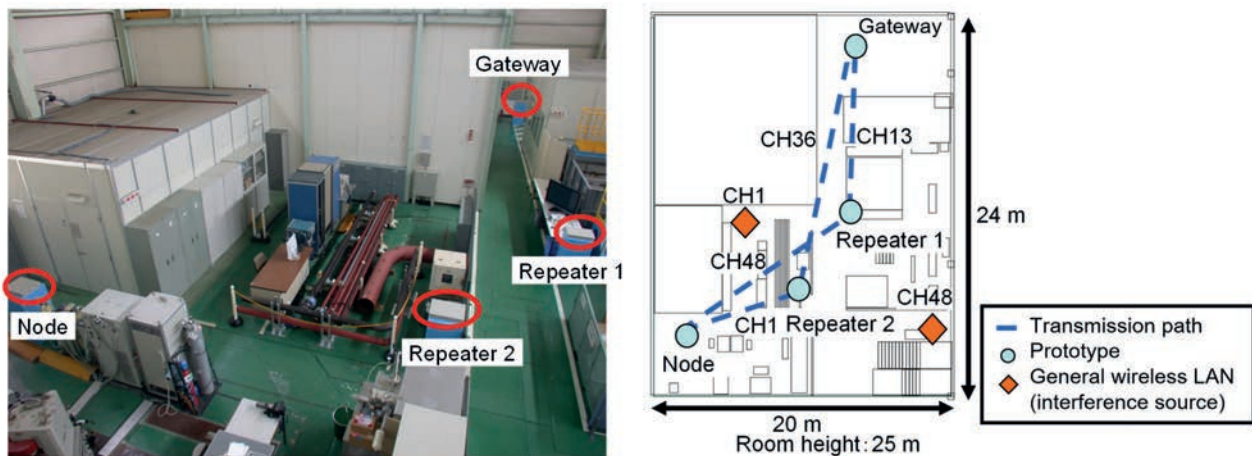 Gateway
Repeater 1
Node
Repeater 2
Gateway
CH36
CH13
CH1
24 m
Repeater 1
CH48
CH48
CH1
Repeater 2
Node
Transmission path
Prototype
General wireless LAN
(interference source)
20 m
Room height: 25 m